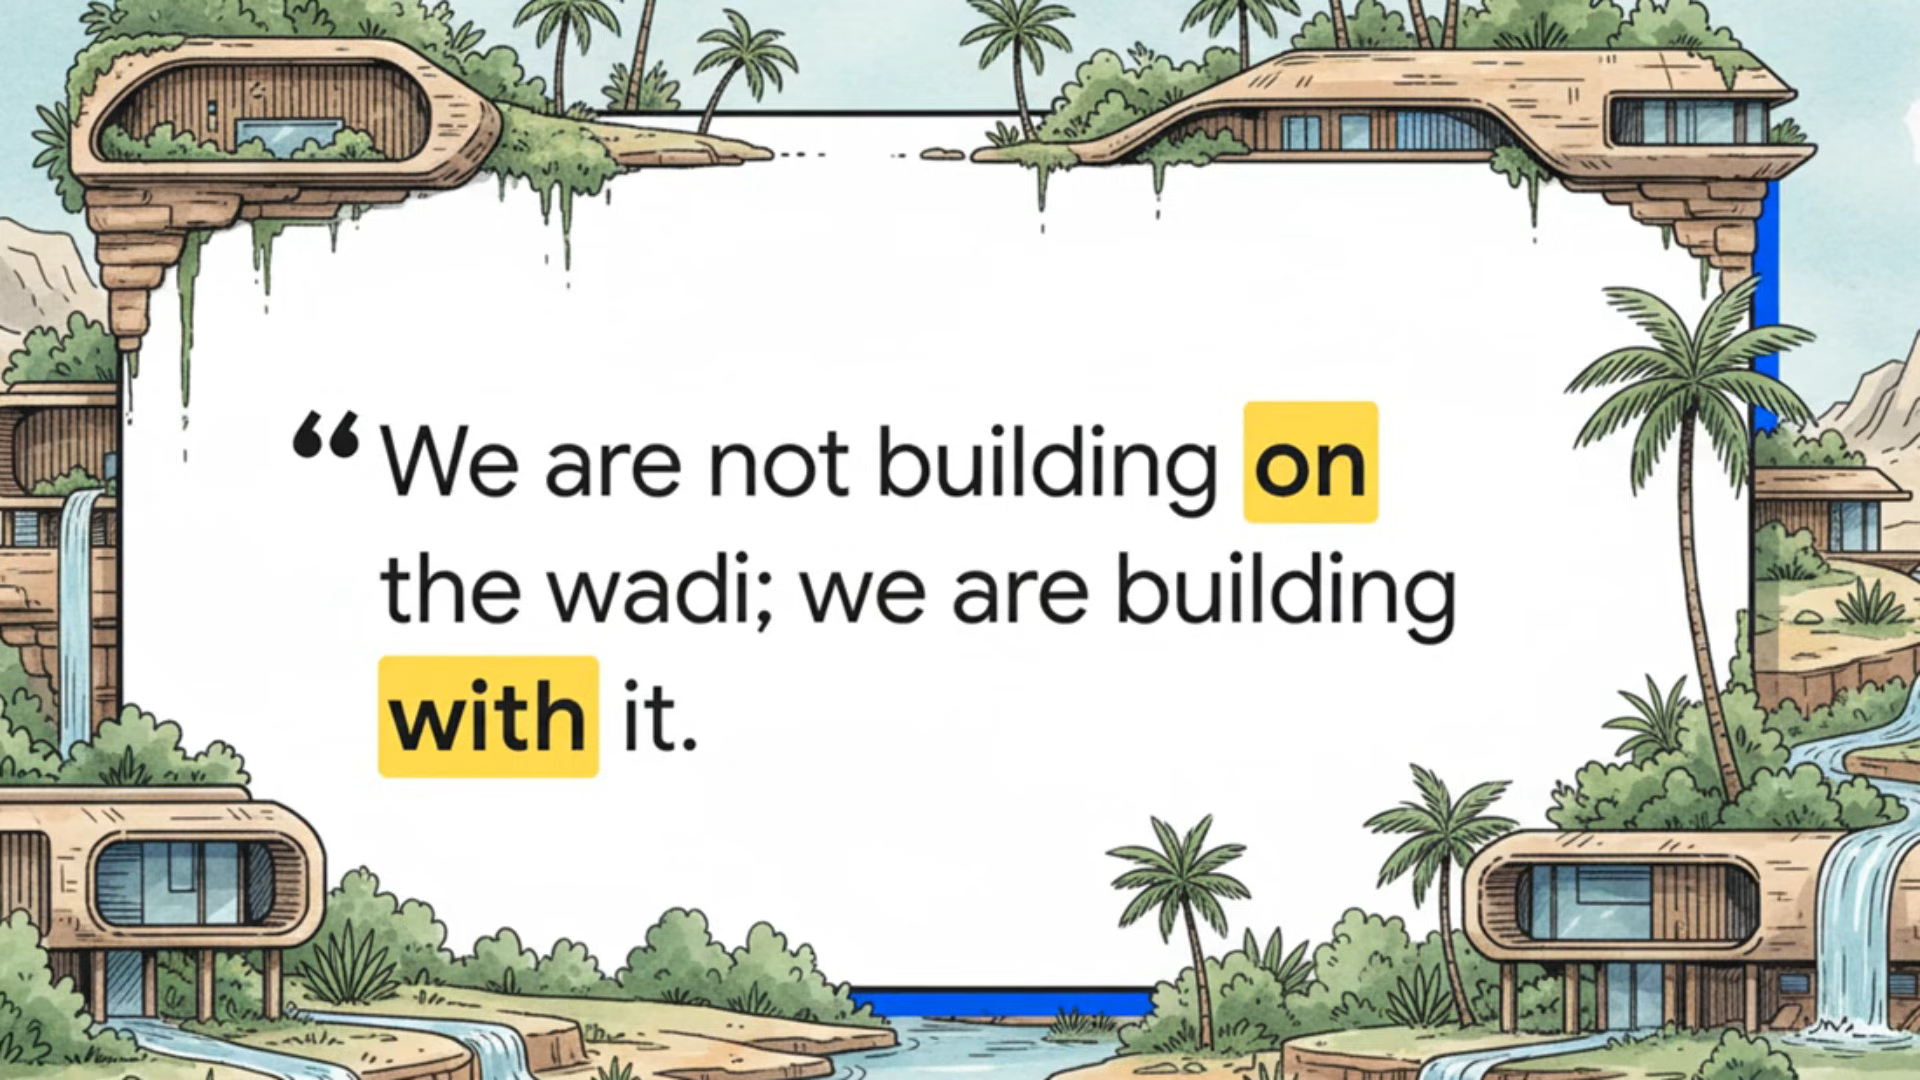 “We are not building on
the wadi; we are building
with it.